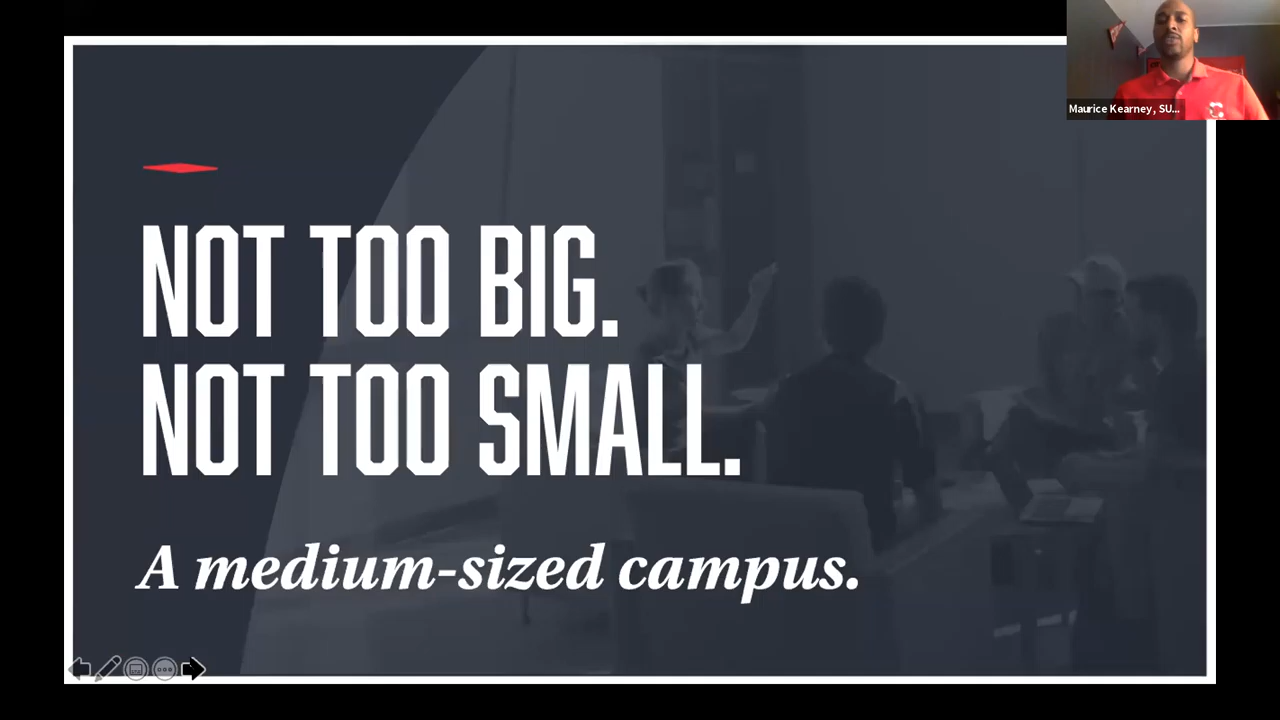 Maurice Kearney, SU...
NOT TOO BIG.
NOT TOO SMALL.
A medium-sized campus.